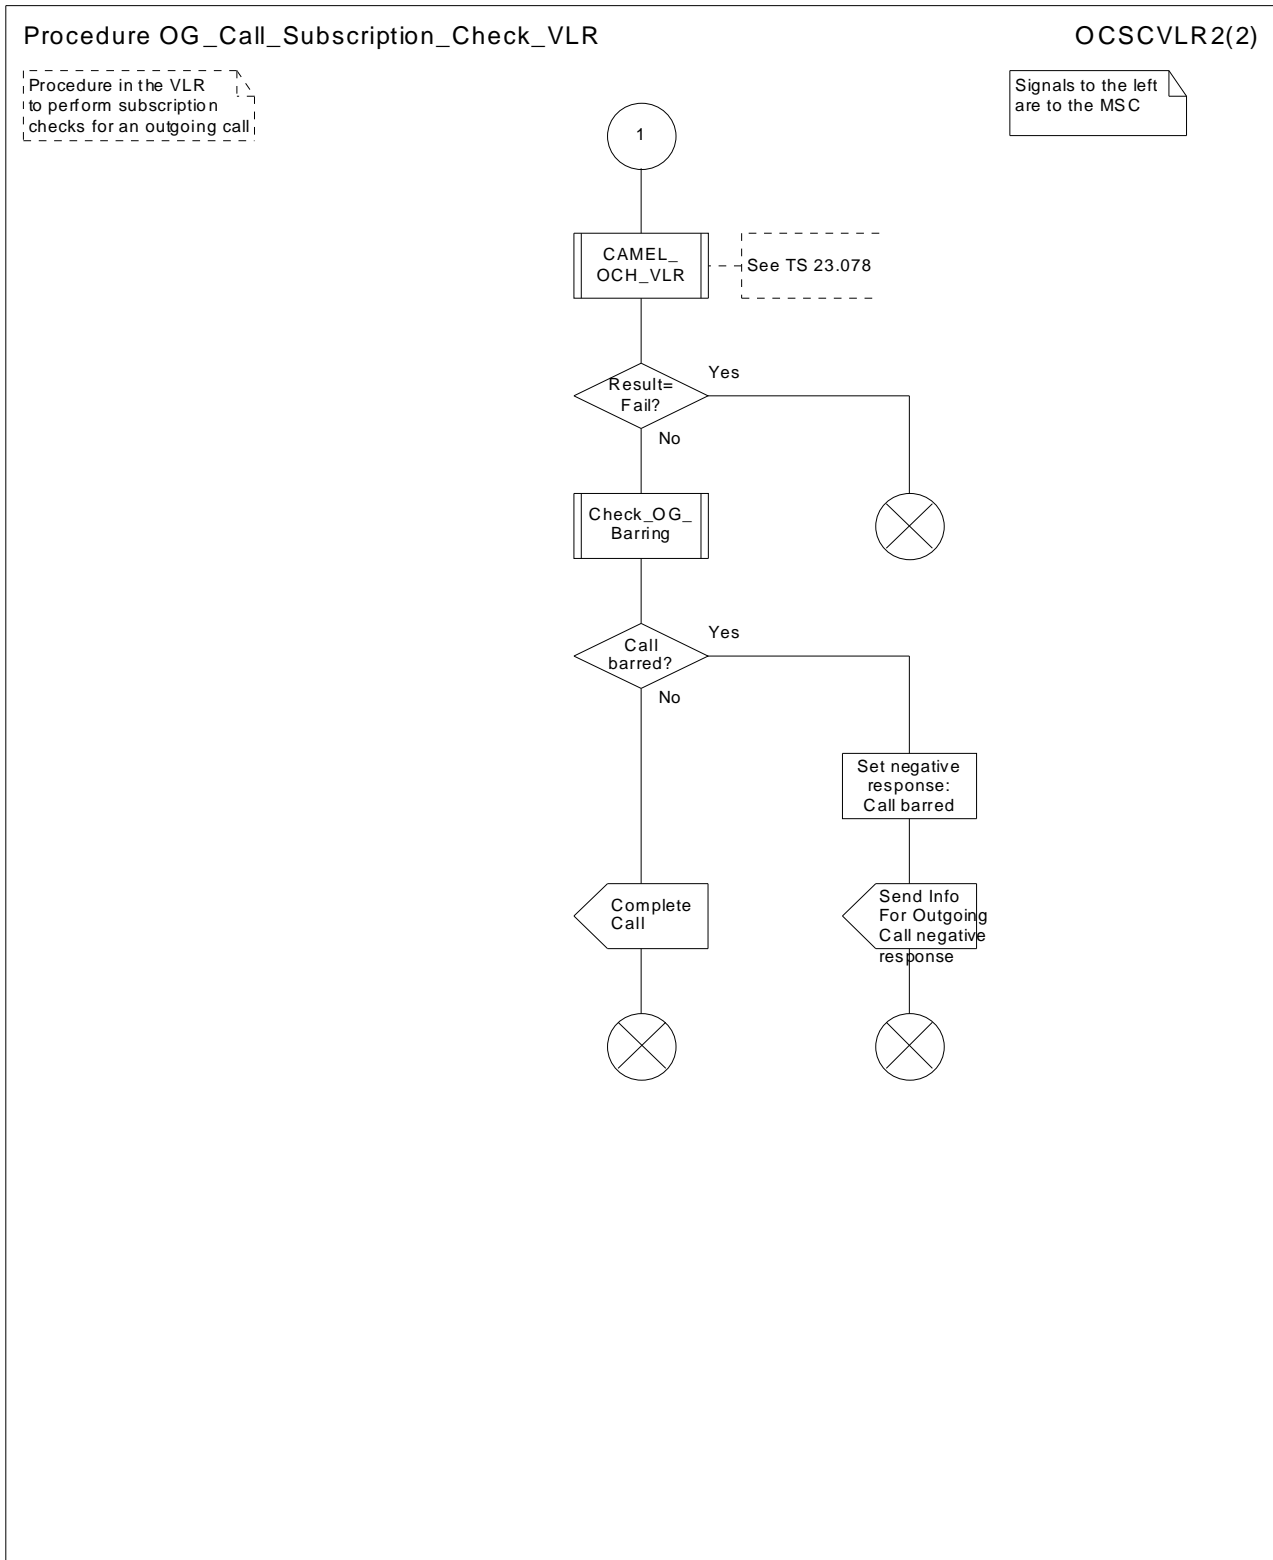 Procedure OG_Call_Subscription_Check_VLR
OCSCVLR2(2)
Procedure in the VLR
to perform subscription
checks for an outgoing call
Signals to the left
are to the MSC
1
CAMEL_
OCH_VLR
See TS 23.078
Result=
Fail?
Yes
No
Check_OG_
Barring
Call
barred?
Yes
No
Set negative
response:
Call barred
Complete
Call
Send Info
For Outgoing
Call negative
response